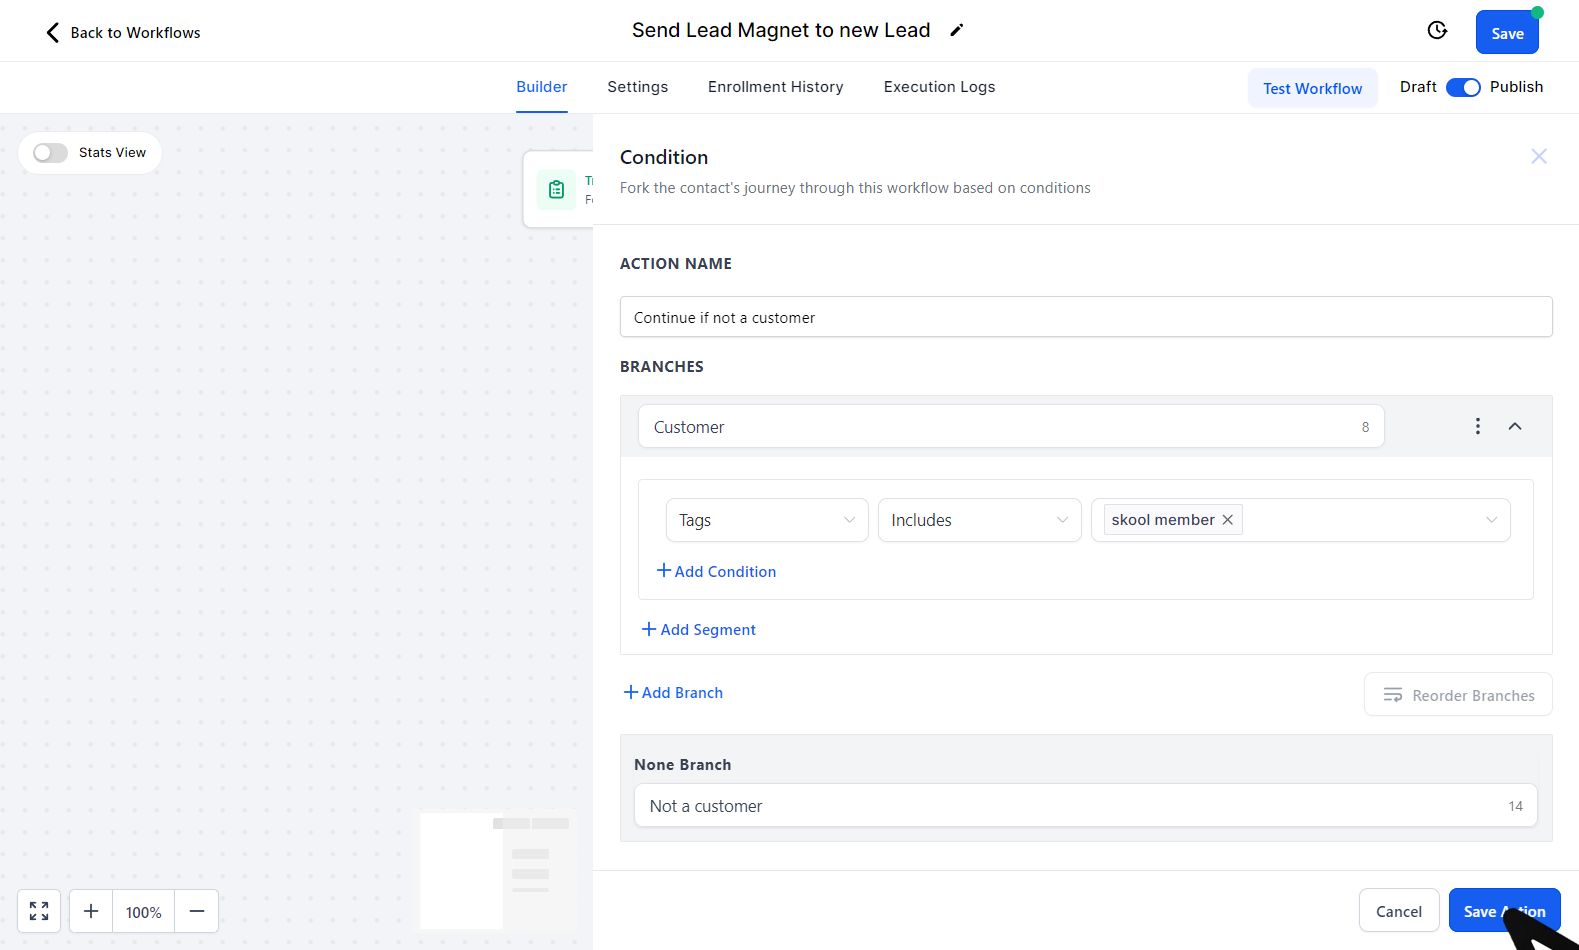 Back to Workflows
Send Lead Magnet to new Lead
Save
Builder
Settings
Enrollment History
Execution Logs
Test Workflow
Draft
Publish
Stats View
Condition
Fork the contact's journey through this workflow based on conditions
ACTION NAME
Continue if not a customer
BRANCHES
Customer
8
Tags
Includes
skool member
Add Condition
Add Segment
Add Branch
Reorder Branches
None Branch
Not a customer
14
100%
Cancel
Save Action